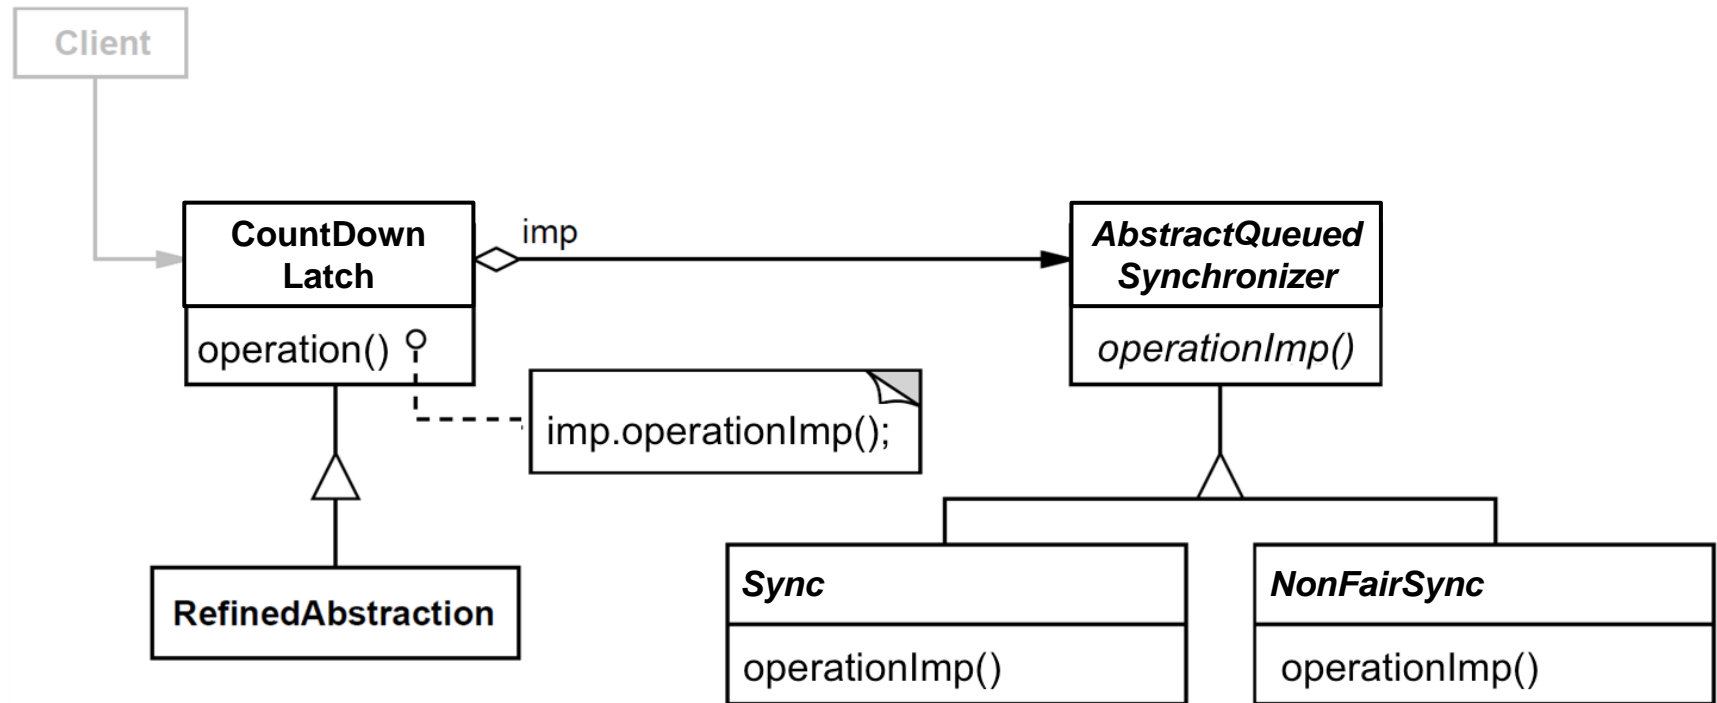 Client
CountDown
Latch
imp
AbstractQueued
Synchronizer
operation()
operationImp()
imp.operationImp();
RefinedAbstraction
Sync
NonFairSync
operationImp()
operationImp()